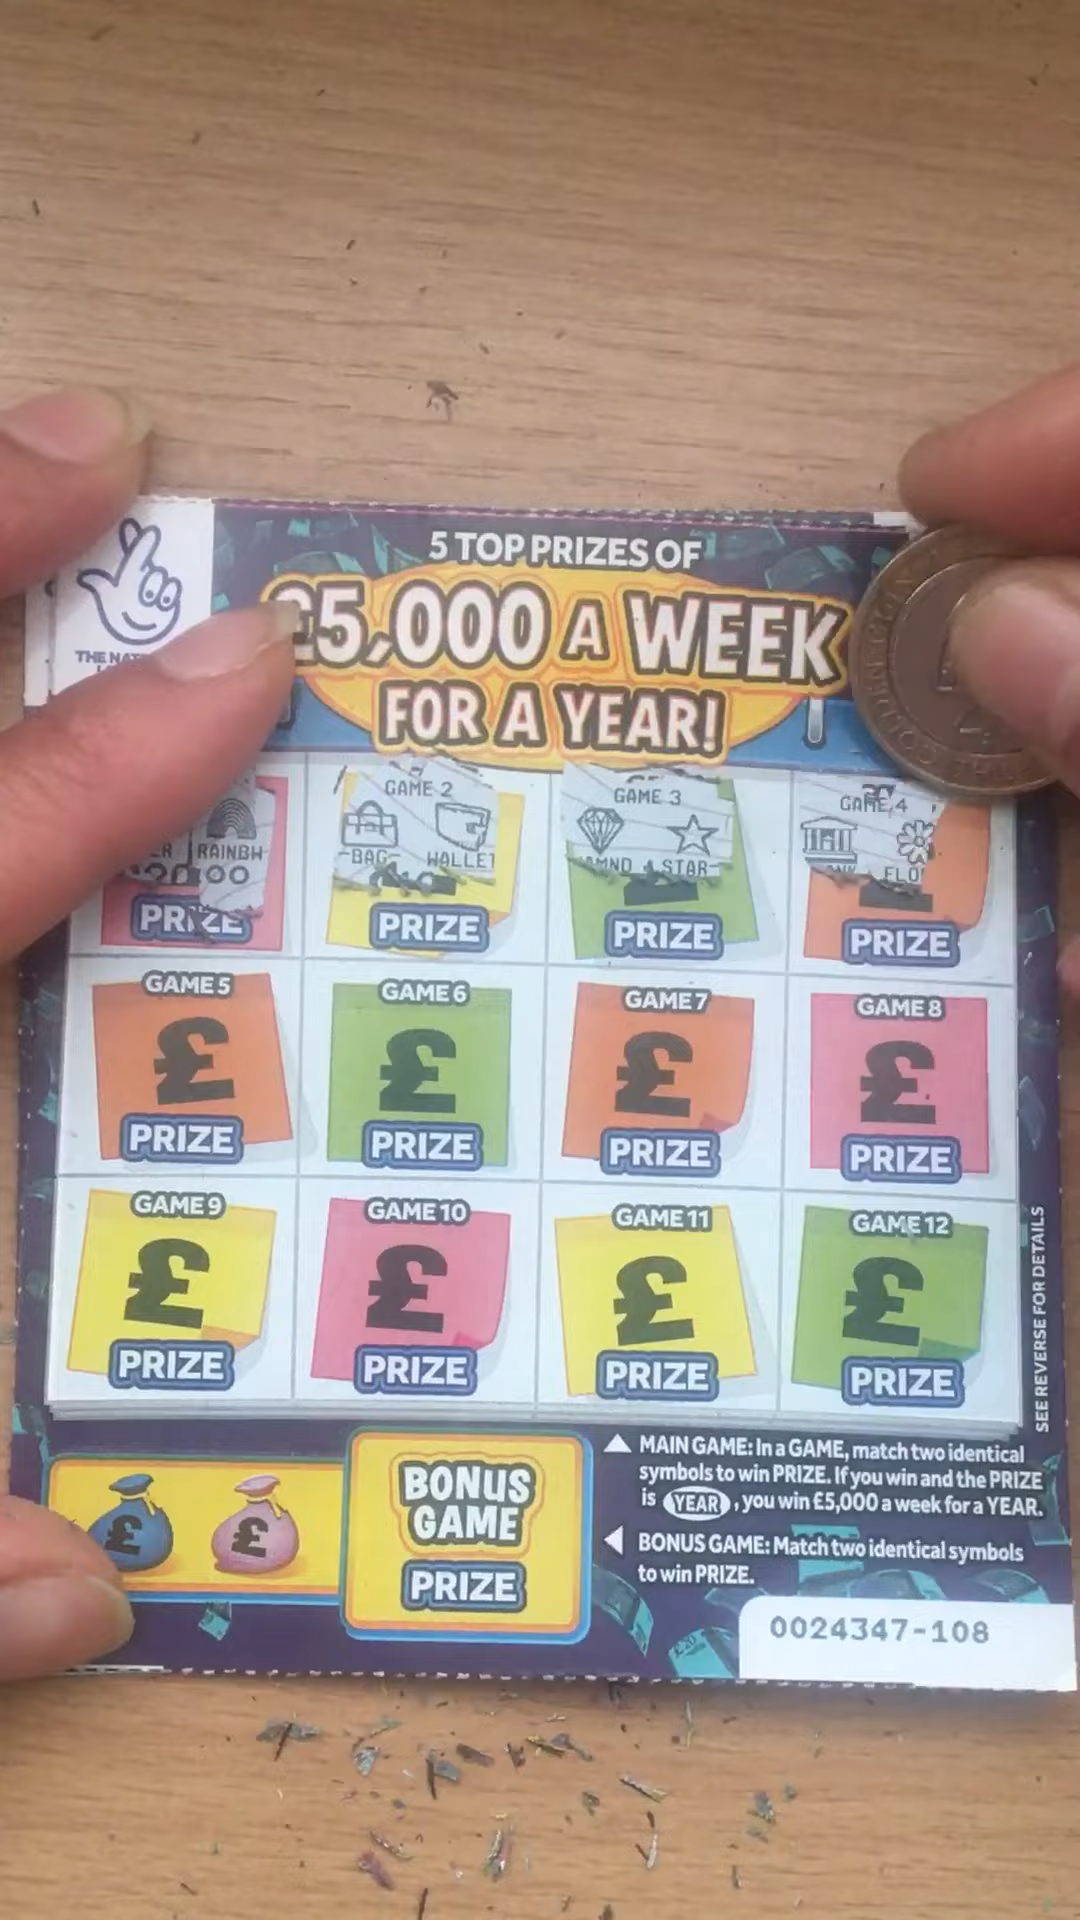 5 TOP PRIZES OF
£5,000 A WEEK
FOR A YEAR!
THE
RAINBW
PRIZE
GAME 2
BAG WALLET
PRIZE
GAME 3
STAR
PRIZE
GAME 4
PRIZE
GAME 5
£
PRIZE
GAME 6
£
PRIZE
GAME 7
£
PRIZE
GAME 8
£
PRIZE
GAME 9
£
PRIZE
GAME 10
£
PRIZE
GAME 11
£
PRIZE
GAME 12
£
PRIZE
SEE REVERSE FOR DETAILS
£ £
BONUS
GAME
PRIZE
MAIN GAME: In a GAME, match two identical
symbols to win PRIZE. If you win and the PRIZE
is YEAR, you win £5,000 a week for a YEAR.
BONUS GAME: Match two identical symbols
to win PRIZE.
0024347-108